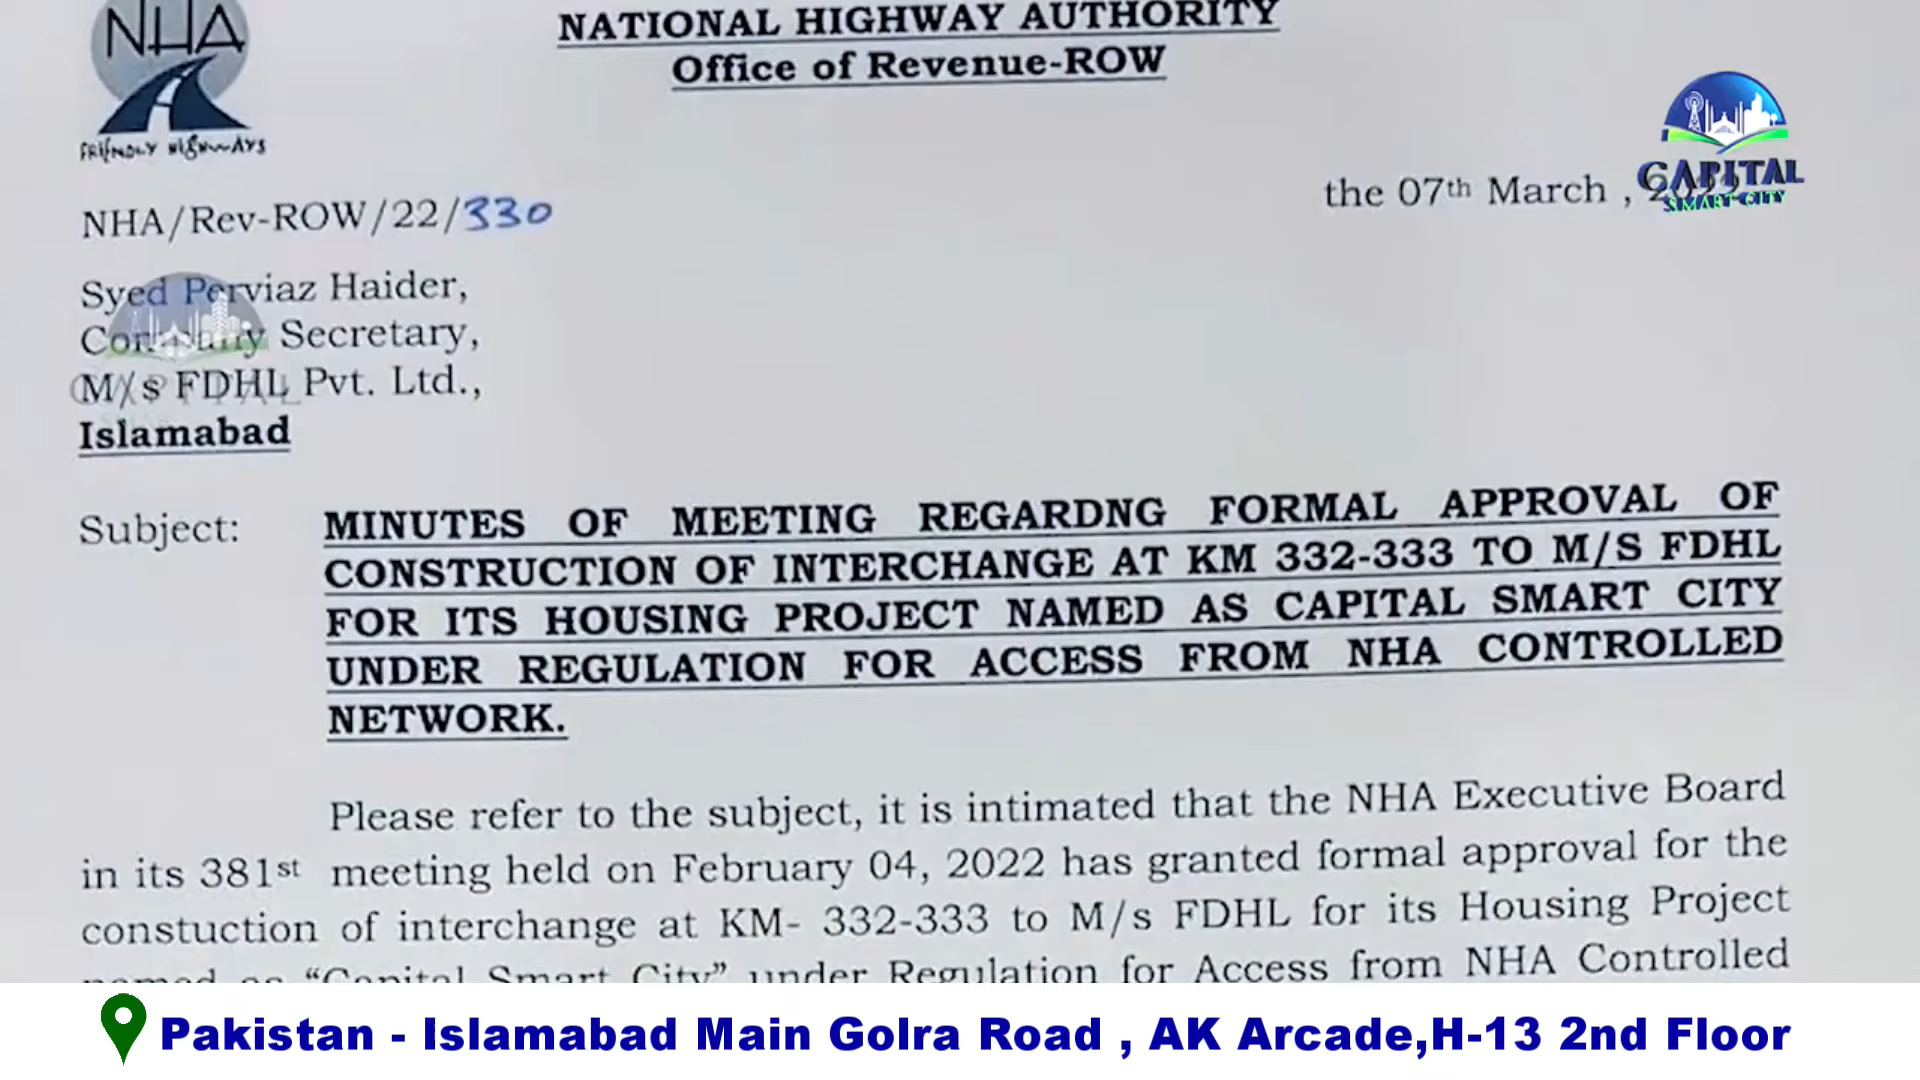 NHA
NATIONAL HIGHWAY AUTHORITY
Office of Revenue-ROW
FRIENDLY HIGHWAYS
CAPITAL
SMART CITY
the 07th March ,
NHA/Rev-ROW/22/330
Syed Perviaz Haider,
Company Secretary,
M/s FDHL Pvt. Ltd.,
Islamabad
Subject:
MINUTES OF MEETING REGARDNG FORMAL APPROVAL OF
CONSTRUCTION OF INTERCHANGE AT KM 332-333 TO M/S FDHL
FOR ITS HOUSING PROJECT NAMED AS CAPITAL SMART CITY
UNDER REGULATION FOR ACCESS FROM NHA CONTROLLED
NETWORK.
Please refer to the subject, it is intimated that the NHA Executive Board
in its 381st meeting held on February 04, 2022 has granted formal approval for the
constuction of interchange at KM- 332-333 to M/s FDHL for its Housing Project
named as “Capital Smart City” under Regulation for Access from NHA Controlled
Pakistan - Islamabad Main Golra Road , AK Arcade,H-13 2nd Floor